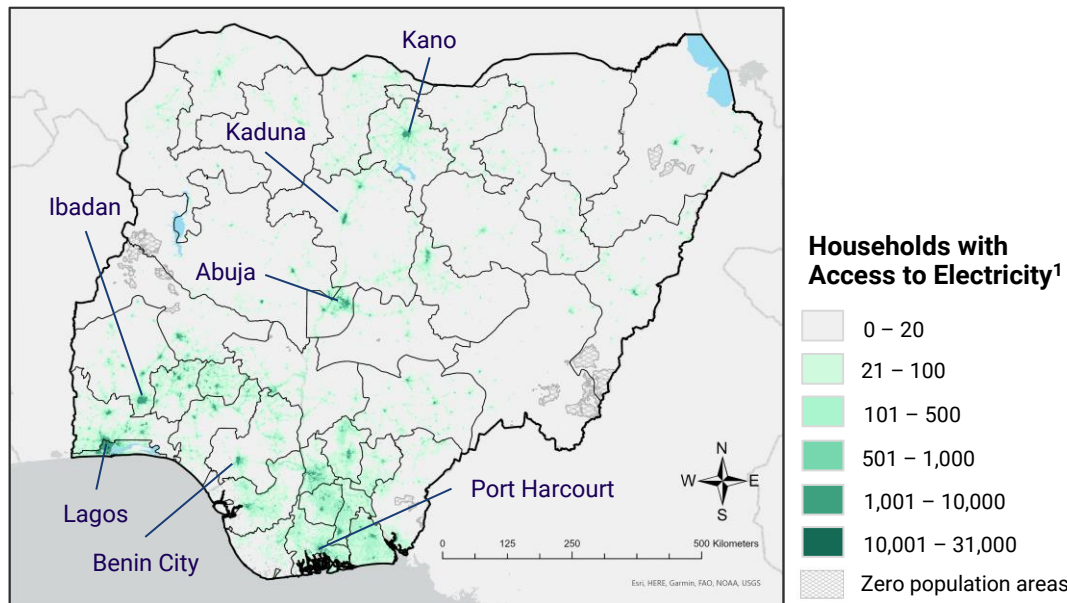 Kano
Kaduna
Ibadan
Abuja
Lagos
Benin City
Port Harcourt
N
W
E
S
0
125
250
500 Kilometers
Esri, HERE, Garmin, FAO, NOAA, USGS
Households with
Access to Electricity¹
0 – 20
21 – 100
101 – 500
501 – 1,000
1,001 – 10,000
10,001 – 31,000
Zero population areas